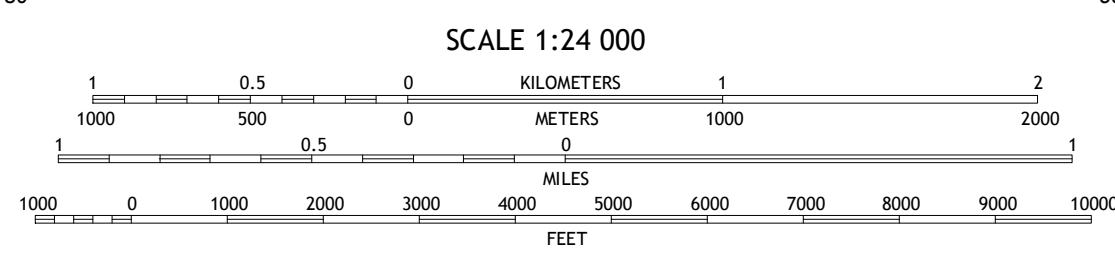 SCALE 1:24 000
1 0.5 0 KILOMETERS 1 2
1000 500 0 METERS 1000 2000
1 0.5 0 1
MILES
1000 0 1000 2000 3000 4000 5000 6000 7000 8000 9000 10000
FEET